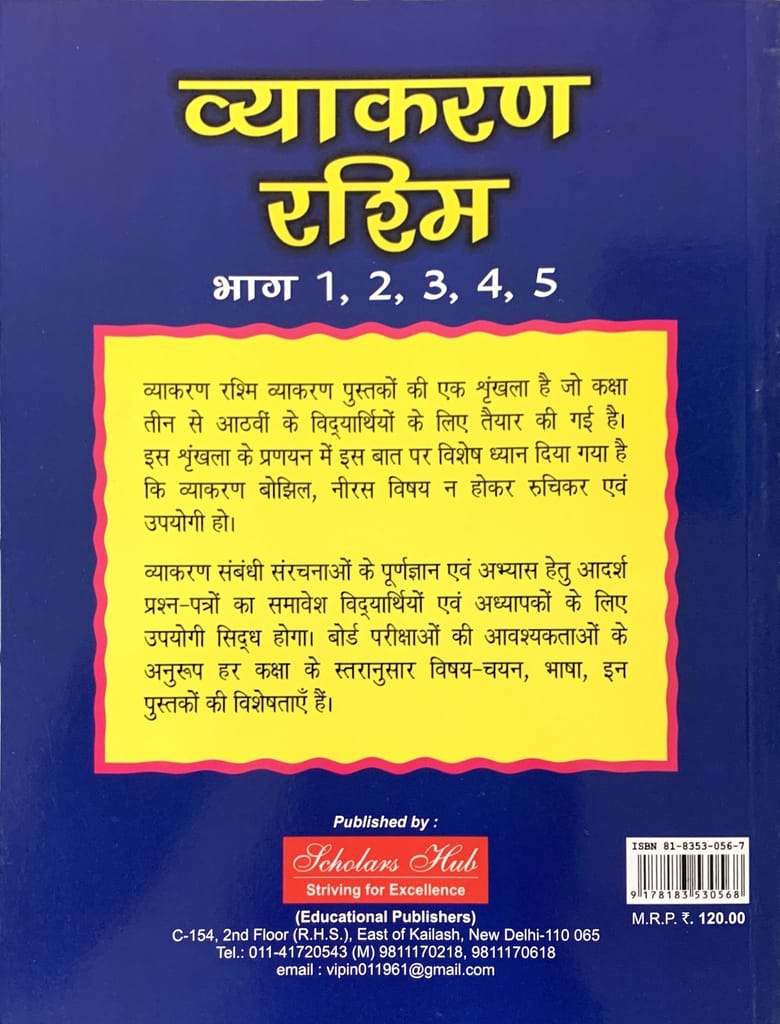 व्याकरण
रश्मि
भाग 1, 2, 3, 4, 5
व्याकरण रश्मि व्याकरण पुस्तकों की एक शृंखला है जो कक्षा
तीन से आठवीं के विद्‌यार्थियों के लिए तैयार की गई है।
इस शृंखला के प्रणयन में इस बात पर विशेष ध्यान दिया गया है
कि व्याकरण बोझिल, नीरस विषय न होकर रुचिकर एवं
उपयोगी हो।
व्याकरण संबंधी संरचनाओं के पूर्णज्ञान एवं अभ्यास हेतु आदर्श
प्रश्न-पत्रों का समावेश विद्‌यार्थियों एवं अध्यापकों के लिए
उपयोगी सिद्‌ध होगा। बोर्ड परीक्षाओं की आवश्यकताओं के
अनुरूप हर कक्षा के स्तरानुसार विषय-चयन, भाषा, इन
पुस्तकों की विशेषताएँ हैं।
Published by :
Scholars Hub
Striving for Excellence
(Educational Publishers)
C-154, 2nd Floor (R.H.S.), East of Kailash, New Delhi-110 065
Tel.: 011-41720543 (M) 9811170218, 9811170618
email : vipin011961@gmail.com
ISBN 81-8353-056-7
9 178183 530568
M.R.P. ₹. 120.00